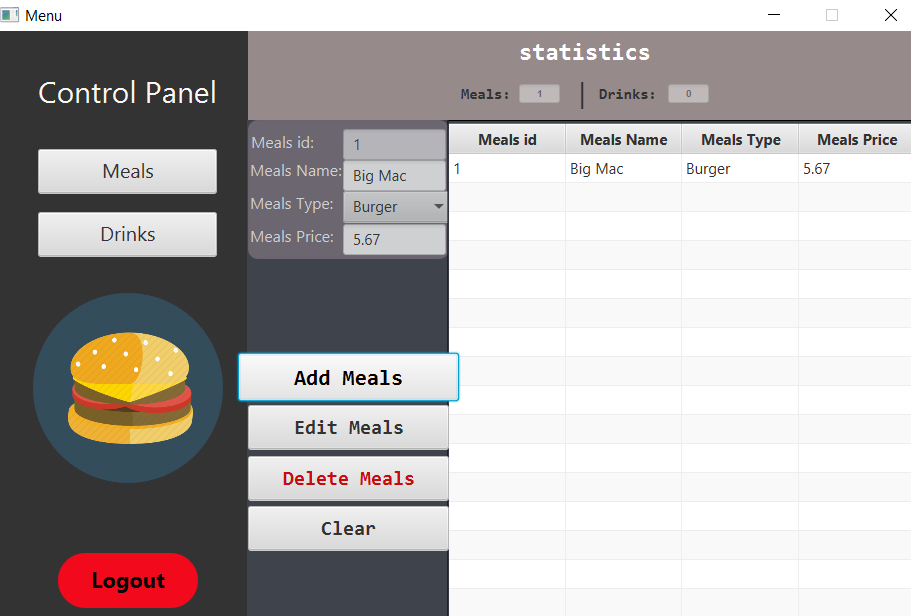 Menu
Control Panel
Meals
Drinks
Logout
statistics
Meals: 1 Drinks: 0
Meals id: 1
Meals Name: Big Mac
Meals Type: Burger
Meals Price: 5.67
Add Meals
Edit Meals
Delete Meals
Clear
Meals id Meals Name Meals Type Meals Price
1 Big Mac Burger 5.67